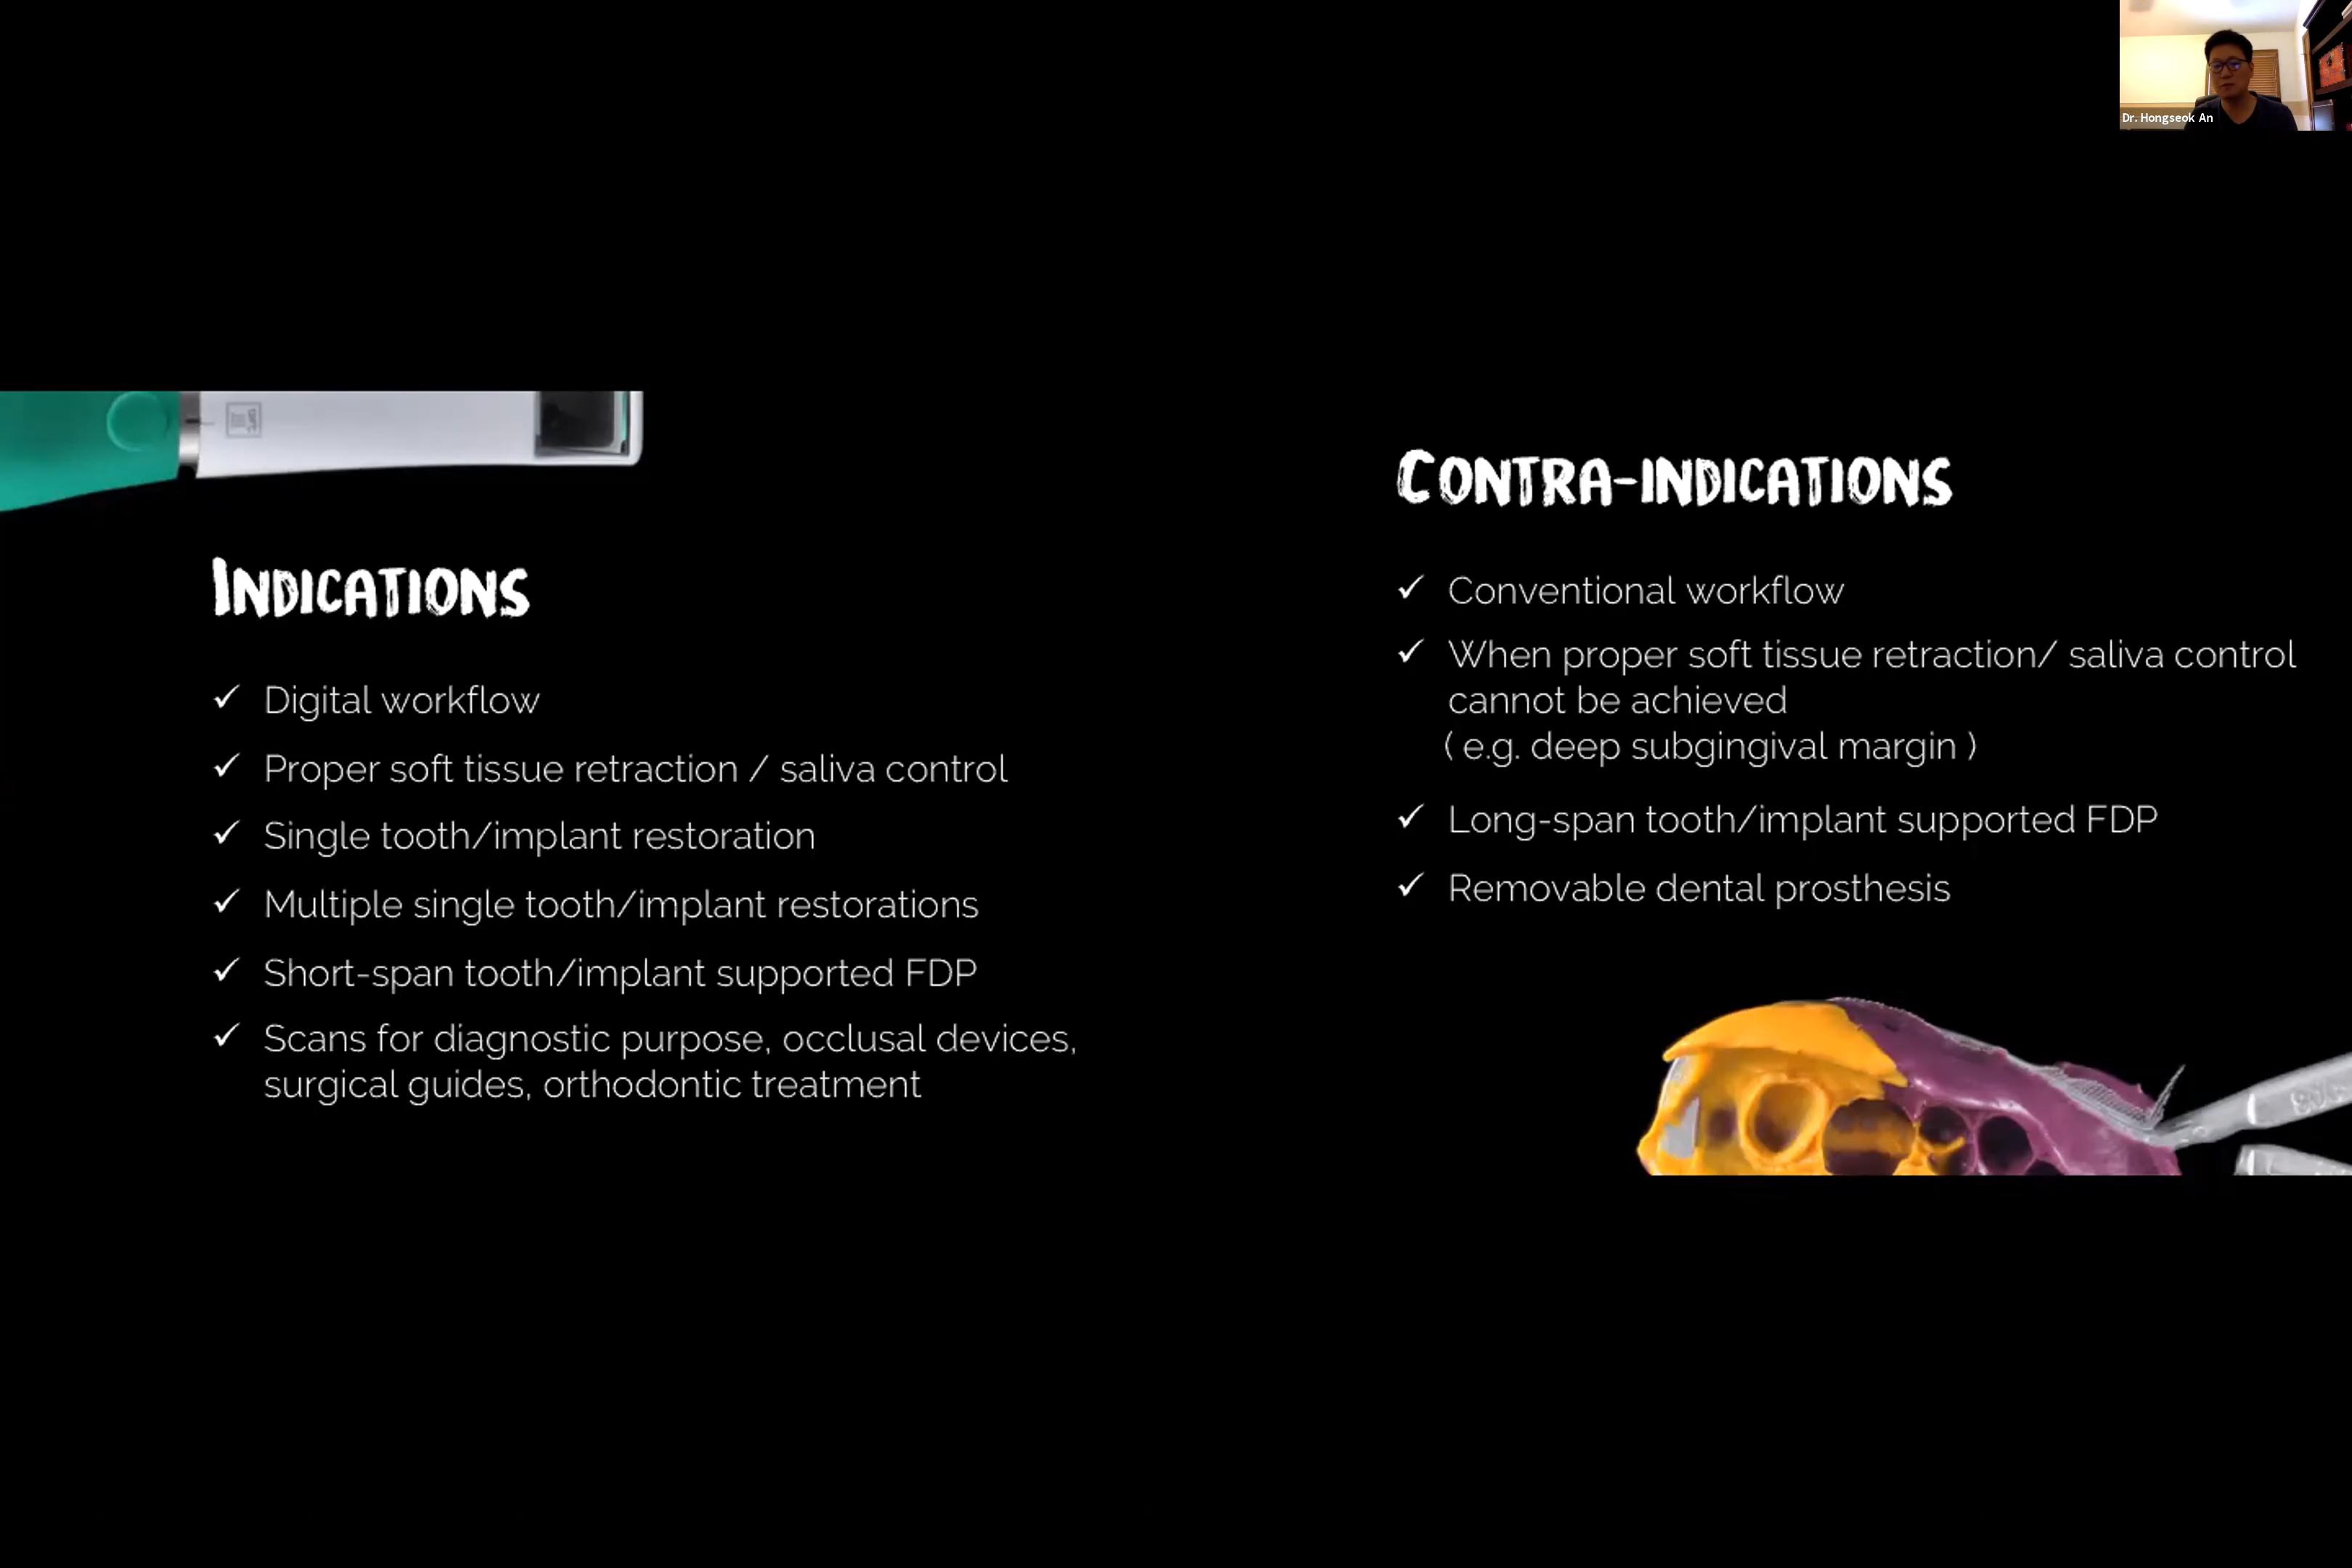 Dr. Hongseok An
INDICATIONS
✓ Digital workflow
✓ Proper soft tissue retraction / saliva control
✓ Single tooth/implant restoration
✓ Multiple single tooth/implant restorations
✓ Short-span tooth/implant supported FDP
✓ Scans for diagnostic purpose, occlusal devices,
surgical guides, orthodontic treatment
CONTRA-INDICATIONS
✓ Conventional workflow
✓ When proper soft tissue retraction/ saliva control
cannot be achieved
( e.g. deep subgingival margin )
✓ Long-span tooth/implant supported FDP
✓ Removable dental prosthesis